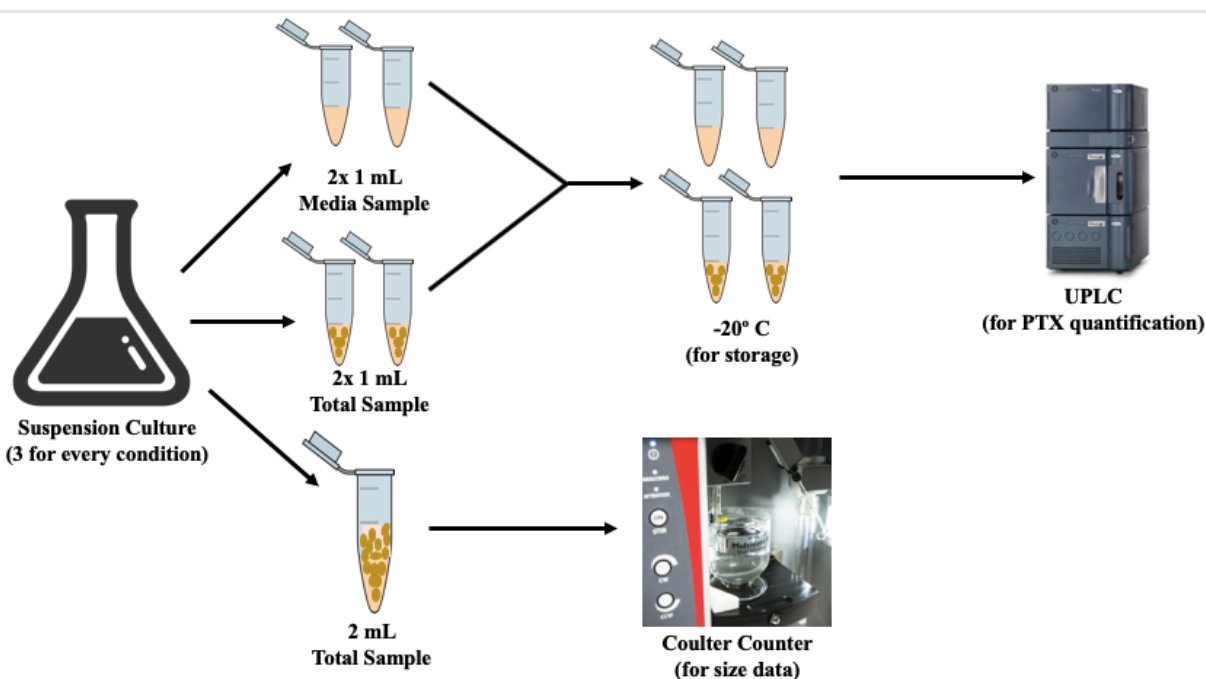 2x 1 mL
Media Sample
2x 1 mL
Total Sample
Suspension Culture
(3 for every condition)
2 mL
Total Sample
-20º C
(for storage)
UPLC
(for PTX quantification)
Coulter Counter
(for size data)